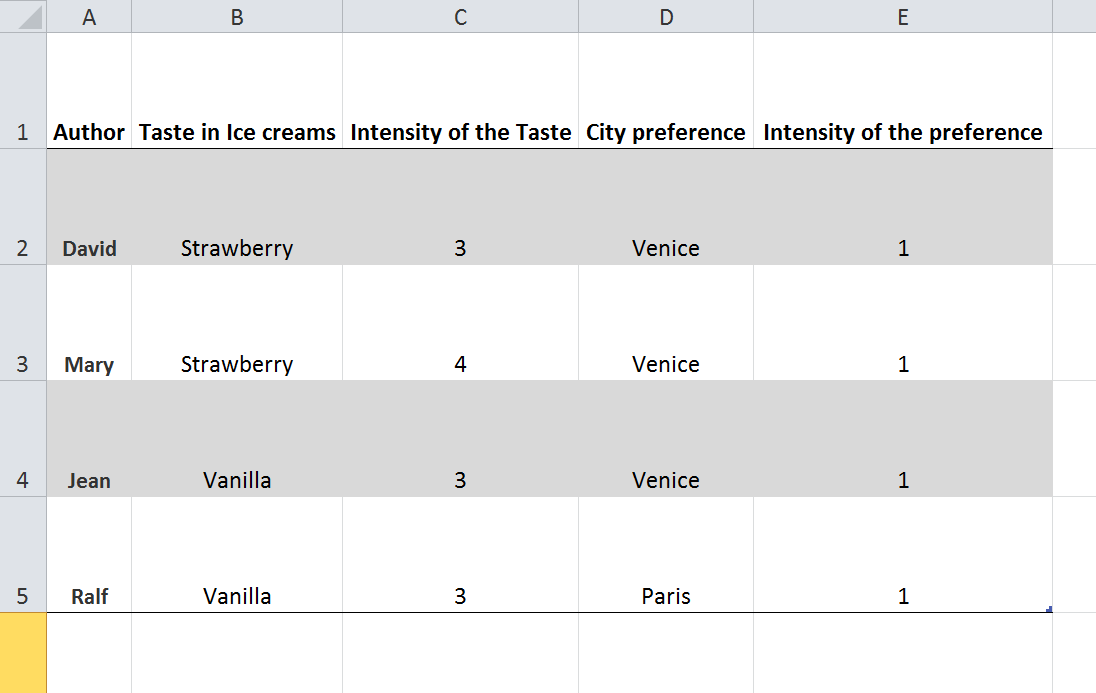 A B C D E
1 Author Taste in Ice creams Intensity of the Taste City preference Intensity of the preference
2 David Strawberry 3 Venice 1
3 Mary Strawberry 4 Venice 1
4 Jean Vanilla 3 Venice 1
5 Ralf Vanilla 3 Paris 1